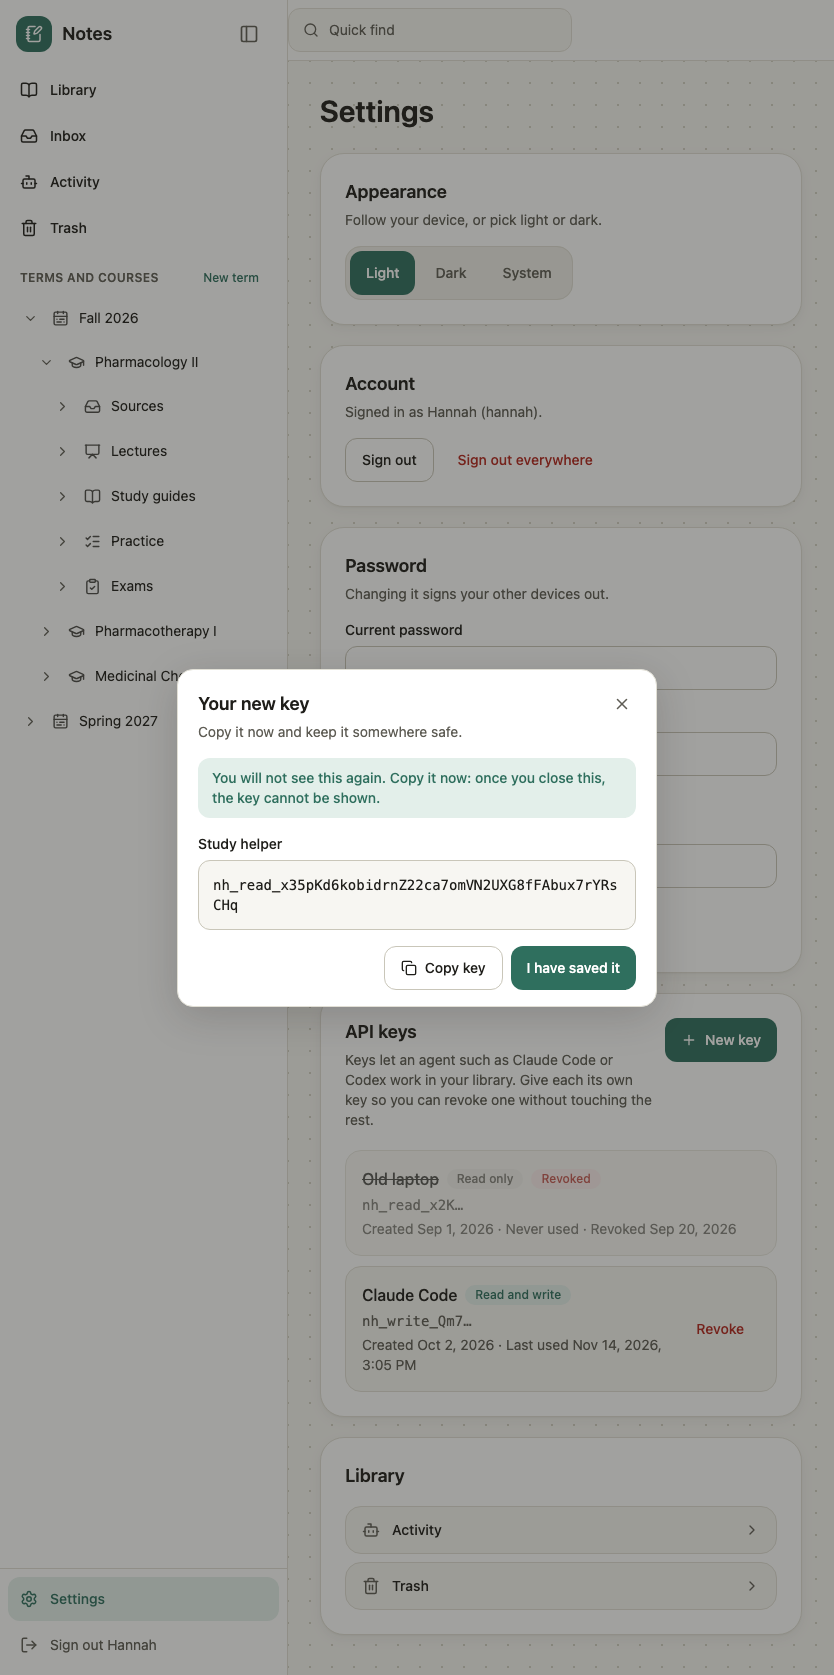 Notes
Quick find
Library
Inbox
Activity
Trash
TERMS AND COURSES
New term
Fall 2026
Pharmacology II
Sources
Lectures
Study guides
Practice
Exams
Pharmacotherapy I
Medicinal Ch
Spring 2027
Settings
Sign out Hannah
Settings
Appearance
Follow your device, or pick light or dark.
Light
Dark
System
Account
Signed in as Hannah (hannah).
Sign out
Sign out everywhere
Password
Changing it signs your other devices out.
Current password
Your new key
Copy it now and keep it somewhere safe.
You will not see this again. Copy it now: once you close this,
the key cannot be shown.
Study helper
nh_read_x35pKd6kobidrnZ22ca7omVN2UXG8fFAbux7rYRs
CHq
Copy key
I have saved it
API keys
New key
Keys let an agent such as Claude Code or
Codex work in your library. Give each its own
key so you can revoke one without touching the
rest.
Old laptop
Read only
Revoked
nh_read_x2K…
Created Sep 1, 2026 · Never used · Revoked Sep 20, 2026
Claude Code
Read and write
nh_write_Qm7…
Created Oct 2, 2026 · Last used Nov 14, 2026,
3:05 PM
Revoke
Library
Activity
Trash